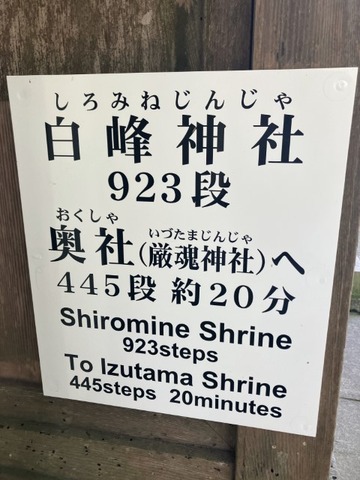 しろみねじんじゃ
白峰神社
923段
おくしゃ いづたまじんじゃ
奥社(厳魂神社)へ
445段 約20分
Shiromine Shrine
923steps
To Izutama Shrine
445steps 20minutes